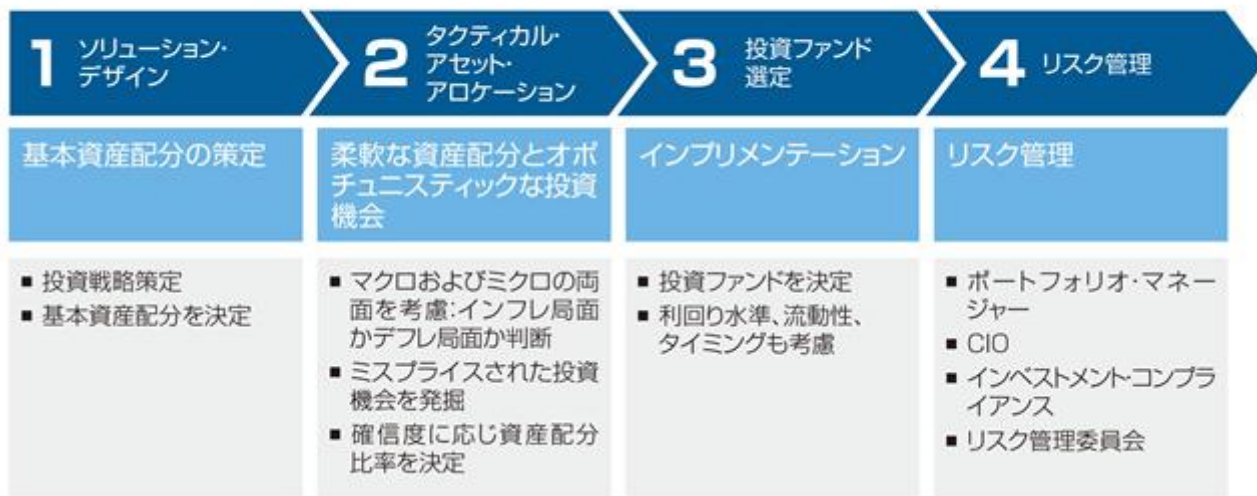 1 ソリューション・
デザイン
2 タクティカル・
アセット・
アロケーション
3 投資ファンド
選定
4 リスク管理
基本資産配分の策定
柔軟な資産配分とオポ
チュニスティックな投資
機会
インプリメンテーション
リスク管理
■ 投資戦略策定
■ 基本資産配分を決定
■ マクロおよびミクロの両
面を考慮:インフレ局面
かデフレ局面か判断
■ ミスプライスされた投資
機会を発掘
■ 確信度に応じ資産配分
比率を決定
■ 投資ファンドを決定
■ 利回り水準、流動性、
タイミングも考慮
■ ポートフォリオ・マネー
ジャー
■ CIO
■ インベストメント・コンプラ
イアンス
■ リスク管理委員会